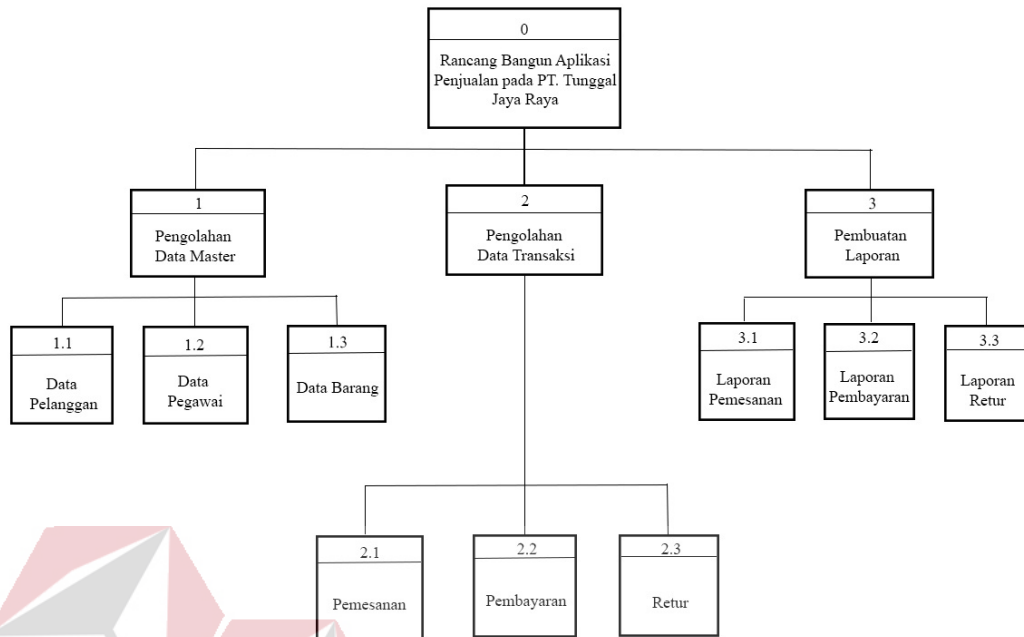 0
Rancang Bangun Aplikasi
Penjualan pada PT. Tunggal
Jaya Raya
1
Pengolahan
Data Master
2
Pengolahan
Data Transaksi
3
Pembuatan
Laporan
1.1
Data
Pelanggan
1.2
Data
Pegawai
1.3
Data Barang
3.1
Laporan
Pemesanan
3.2
Laporan
Pembayaran
3.3
Laporan
Retur
2.1
Pemesanan
2.2
Pembayaran
2.3
Retur